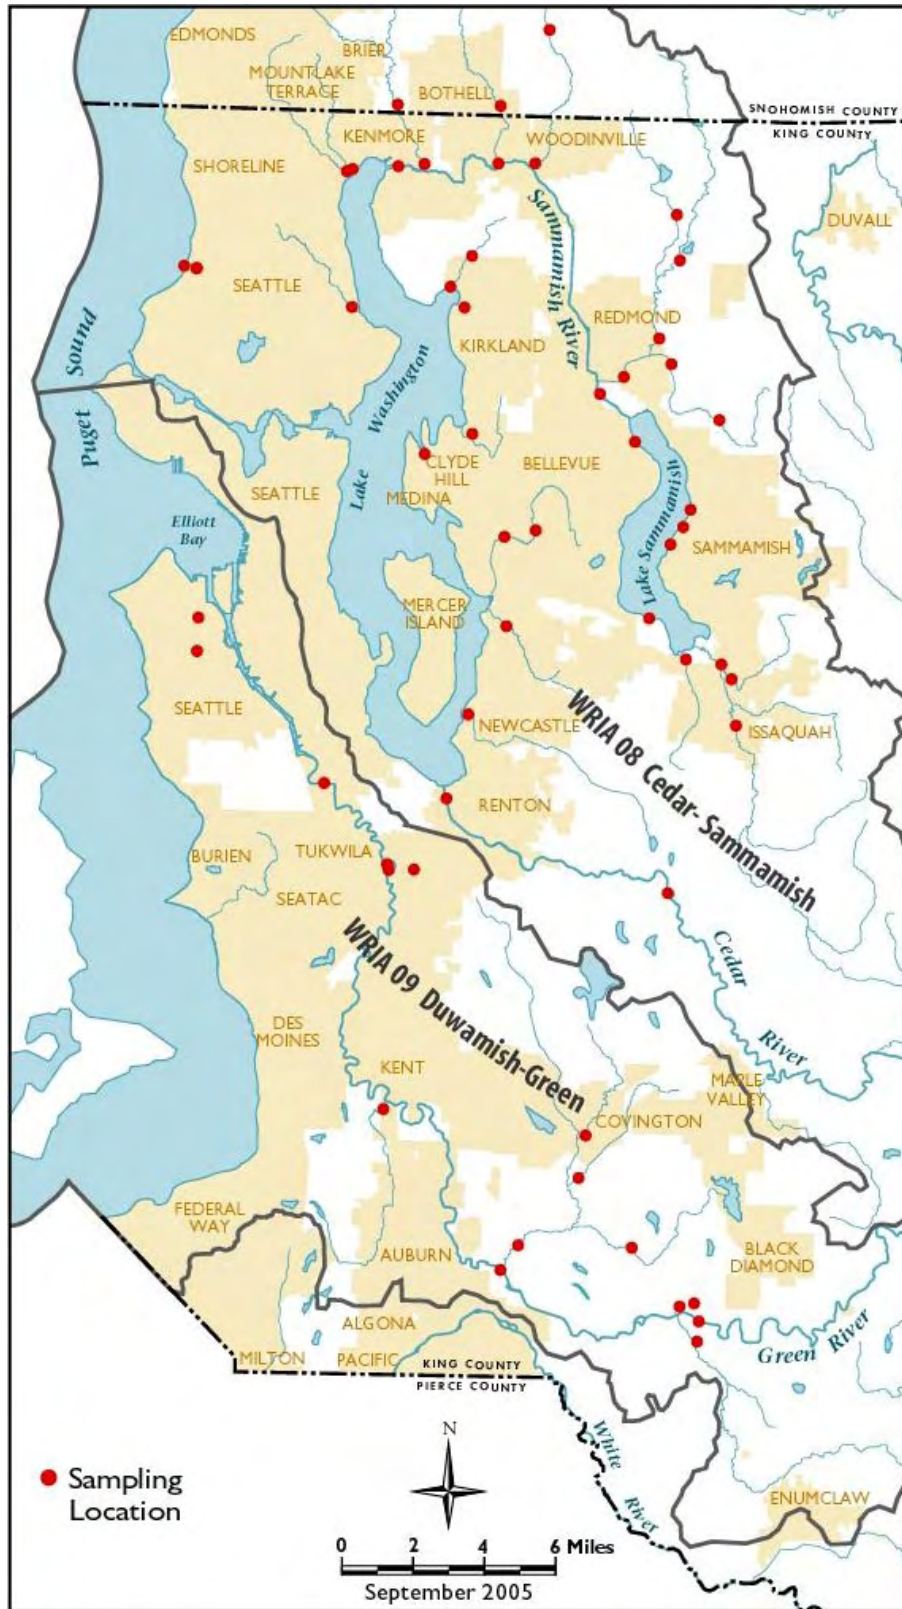 EDMONDS
BRIER
MOUNTLAKE
TERRACE
BOTHELL
SNOHOMISH COUNTY
KING COUNTY
KENMORE
WOODINVILLE
SHORELINE
DUVALL
Sammamish River
SEATTLE
REDMOND
KIRKLAND
Puget Sound
Lake Washington
CLYDE
HILL
BELLEVUE
MEDINA
SEATTLE
Elliott
Bay
Lake Sammamish
SAMMAMISH
MERCER
ISLAND
SEATTLE
NEWCASTLE
ISSAQUAH
WRIA 08 Cedar-Sammamish
RENTON
BURIEN
TUKWILA
SEATAC
WRIA 09 Duwamish-Green
Cedar River
DES
MOINES
KENT
MAPLE
VALLEY
COVINGTON
FEDERAL
WAY
AUBURN
BLACK
DIAMOND
ALGONA
Green River
MILTON
PACIFIC
KING COUNTY
PIERCE COUNTY
White River
N
Sampling
Location
ENUMCLAW
0 2 4 6 Miles
September 2005